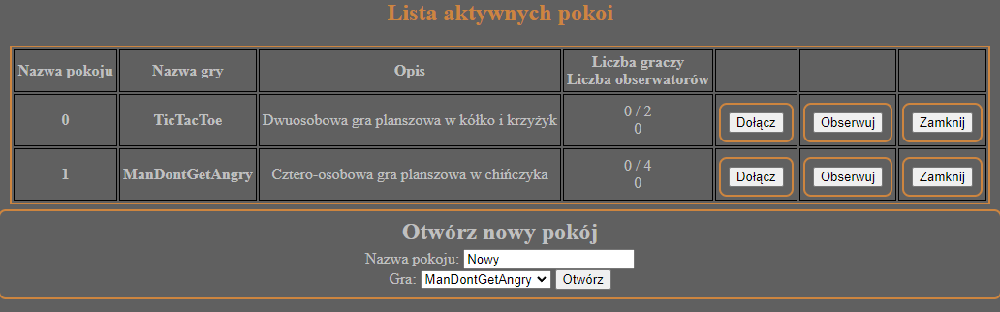 Lista aktywnych pokoi
Nazwa pokoju Nazwa gry Opis Liczba graczy
Liczba obserwatorów
0 TicTacToe Dwuosobowa gra planszowa w kółko i krzyżyk 0 / 2
0 Dołącz Obserwuj Zamknij
1 ManDontGetAngry Cztero-osobowa gra planszowa w chińczyka 0 / 4
0 Dołącz Obserwuj Zamknij
Otwórz nowy pokój
Nazwa pokoju: Nowy
Gra: ManDontGetAngry Otwórz